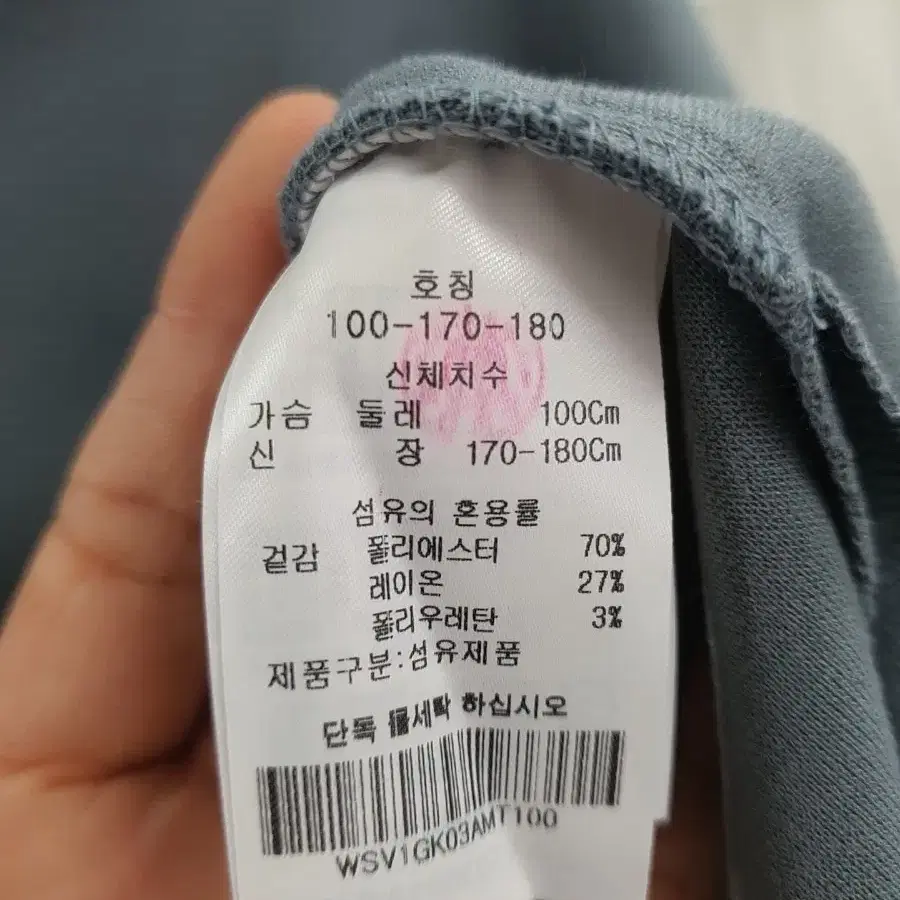 호칭
100-170-180
신체치수
가슴 둘레 100Cm
신 장 170-180Cm
섬유의 혼용률
겉감 폴리에스터 70%
레이온 27%
폴리우레탄 3%
제품구분:섬유제품
단독 물세탁 하십시오
WSV1GK03AMT100